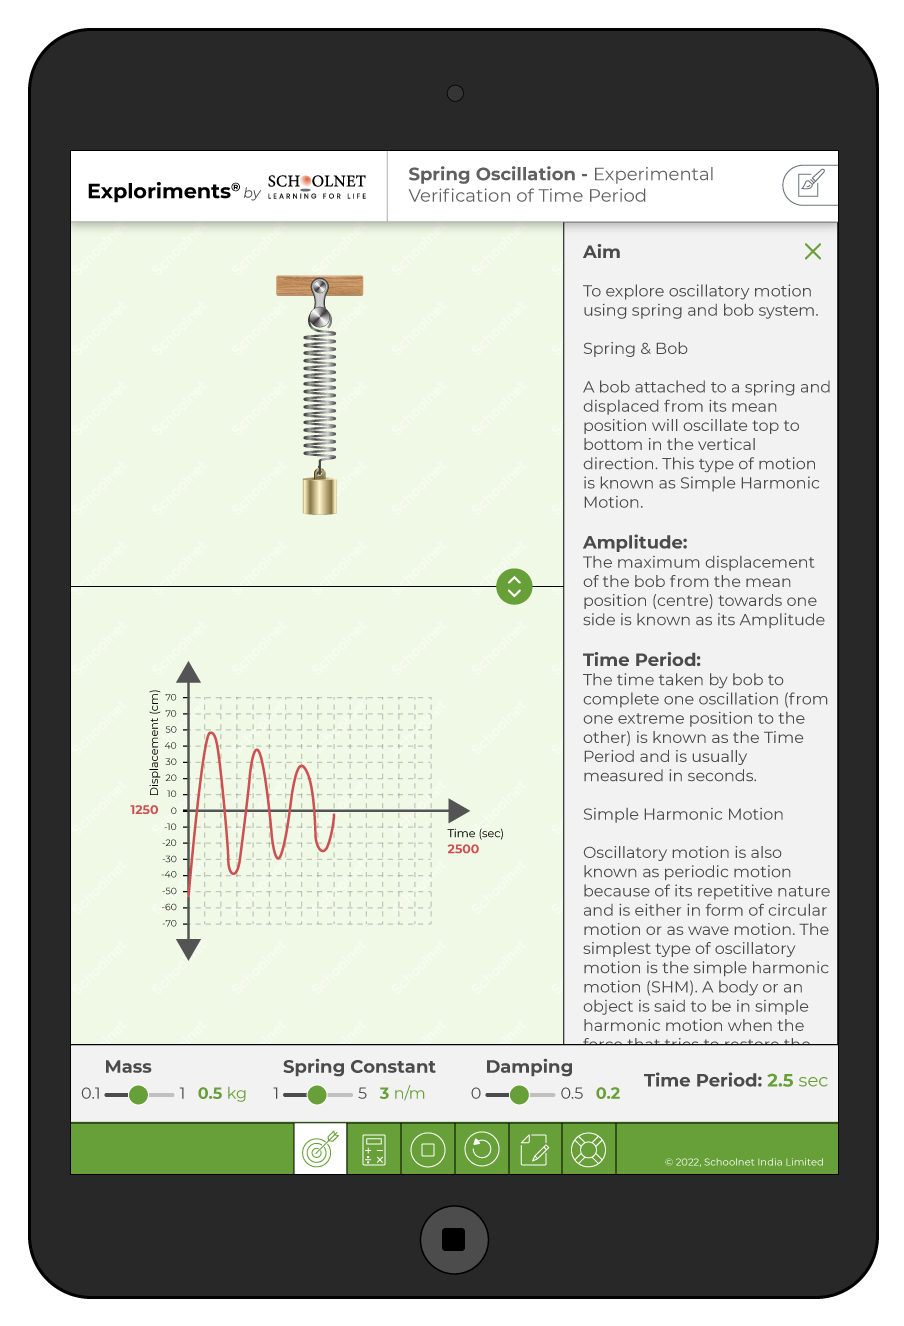 Exploriments® by SCHOOLNET
LEARNING FOR LIFE
Spring Oscillation - Experimental
Verification of Time Period
Aim
To explore oscillatory motion
using spring and bob system.
Spring & Bob
A bob attached to a spring and
displaced from its mean
position will oscillate top to
bottom in the vertical
direction. This type of motion
is known as Simple Harmonic
Motion.
Amplitude:
The maximum displacement
of the bob from the mean
position (centre) towards one
side is known as its Amplitude
Time Period:
The time taken by bob to
complete one oscillation (from
one extreme position to the
other) is known as the Time
Period and is usually
measured in seconds.
Simple Harmonic Motion
Oscillatory motion is also
known as periodic motion
because of its repetitive nature
and is either in form of circular
motion or as wave motion. The
simplest type of oscillatory
motion is the simple harmonic
motion (SHM). A body or an
object is said to be in simple
harmonic motion when the
force that tries to restore the
Displacement (cm)
70
70
50
40
30
20
10
0
-10
-20
-30
-40
-50
-60
-70
1250
Time (sec)
2500
Mass
0.1 1 0.5 kg
Spring Constant
1 5 3 n/m
Damping
0 0.5 0.2
Time Period: 2.5 sec
© 2022, Schoolnet India Limited